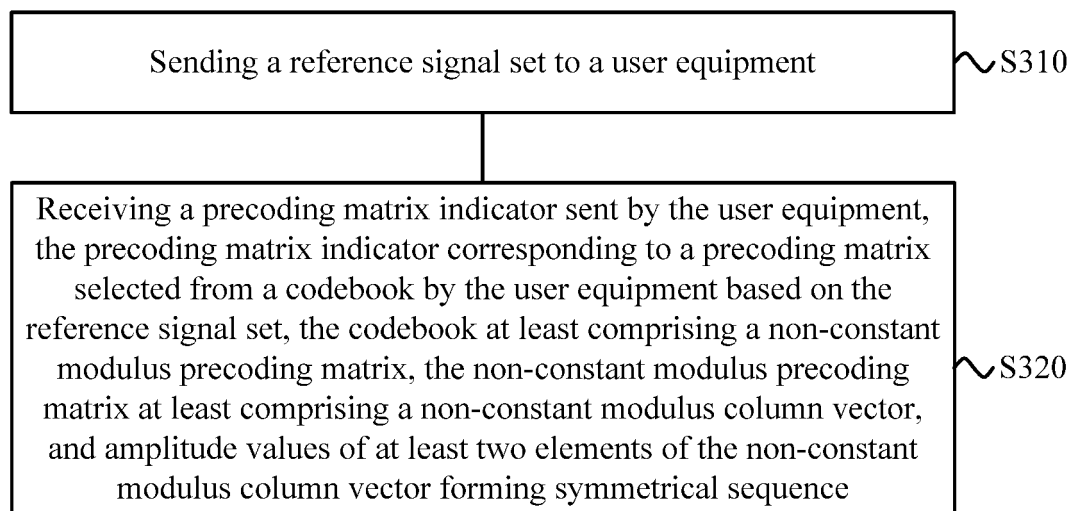 Sending a reference signal set to a user equipment
S310
Receiving a precoding matrix indicator sent by the user equipment,
the precoding matrix indicator corresponding to a precoding matrix
selected from a codebook by the user equipment based on the
reference signal set, the codebook at least comprising a non-constant
modulus precoding matrix, the non-constant modulus precoding
matrix at least comprising a non-constant modulus column vector,
and amplitude values of at least two elements of the non-constant
modulus column vector forming symmetrical sequence
S320